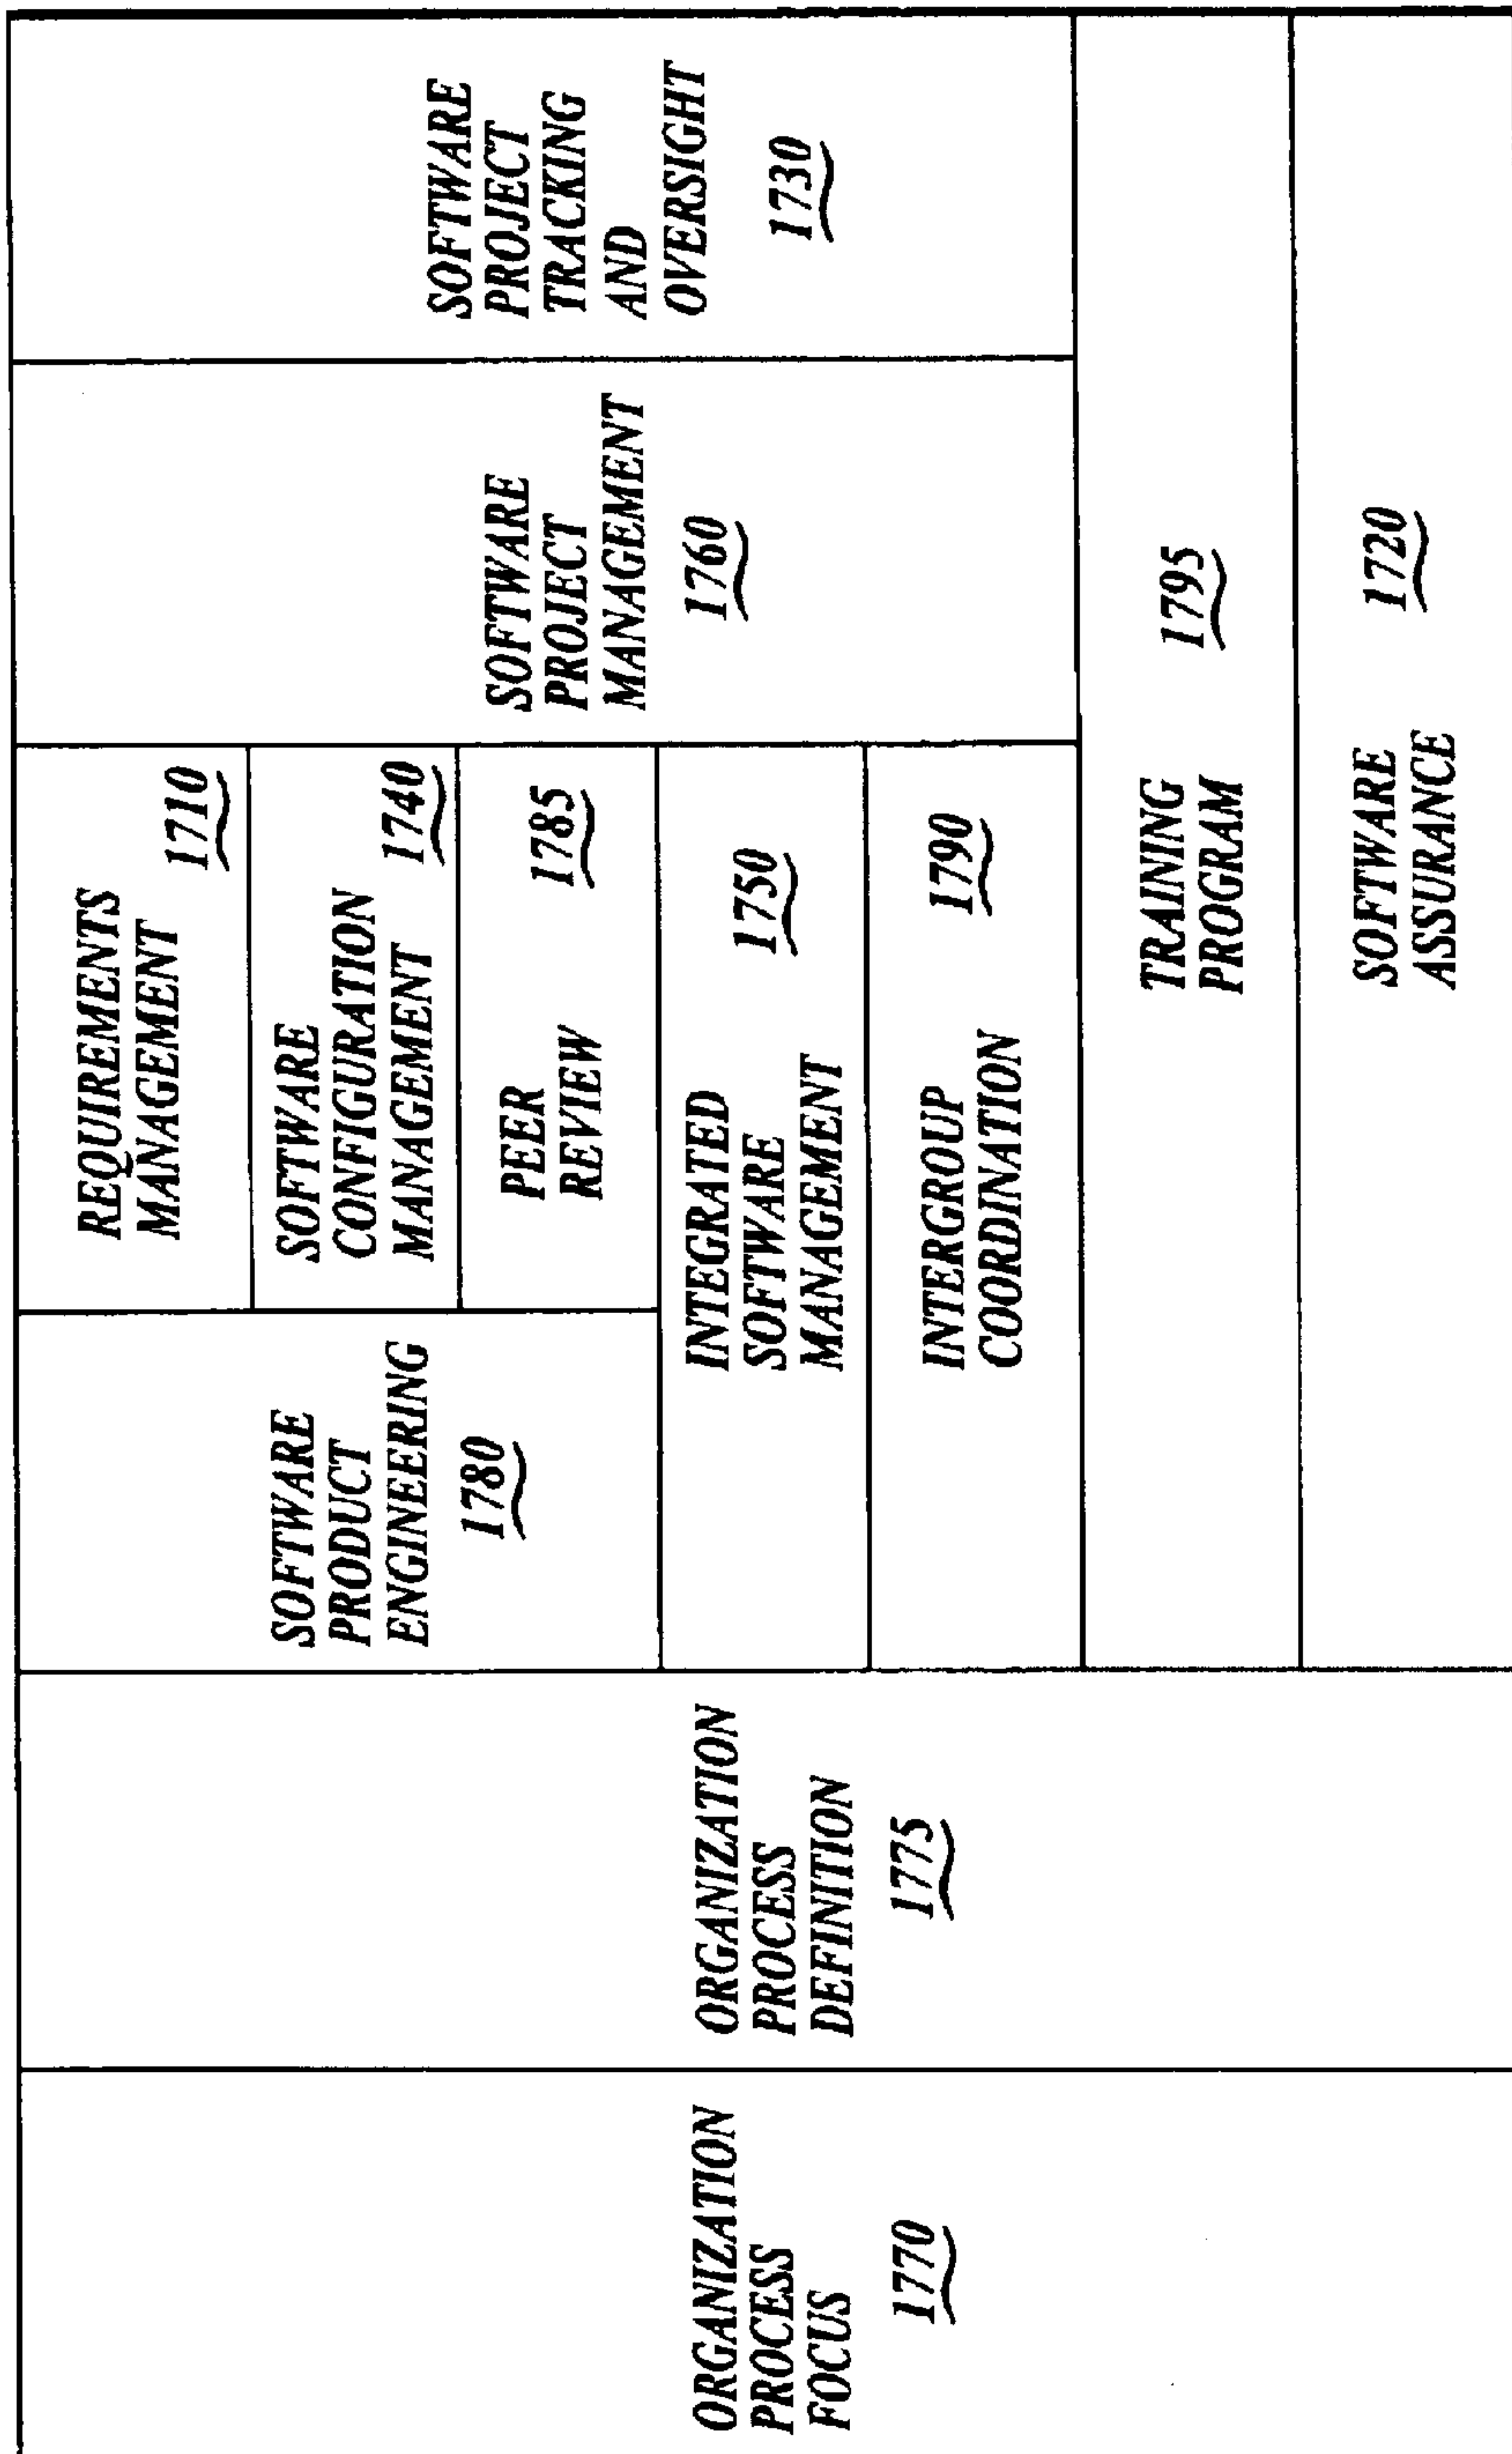 ORGANIZATION
PROCESS
FOCUS
1770
ORGANIZATION
PROCESS
DEFINITION
1775
SOFTWARE
PRODUCT
ENGINEERING
1780
REQUIREMENTS
MANAGEMENT
1710
SOFTWARE
CONFIGURATION
MANAGEMENT
1740
PEER
REVIEW
1785
INTEGRATED
SOFTWARE
MANAGEMENT
1750
INTERGROUP
COORDINATION
1790
SOFTWARE
PROJECT
MANAGEMENT
1760
SOFTWARE
PROJECT
TRACKING
AND
OVERSIGHT
1730
TRAINING
PROGRAM
1795
SOFTWARE
ASSURANCE
1720